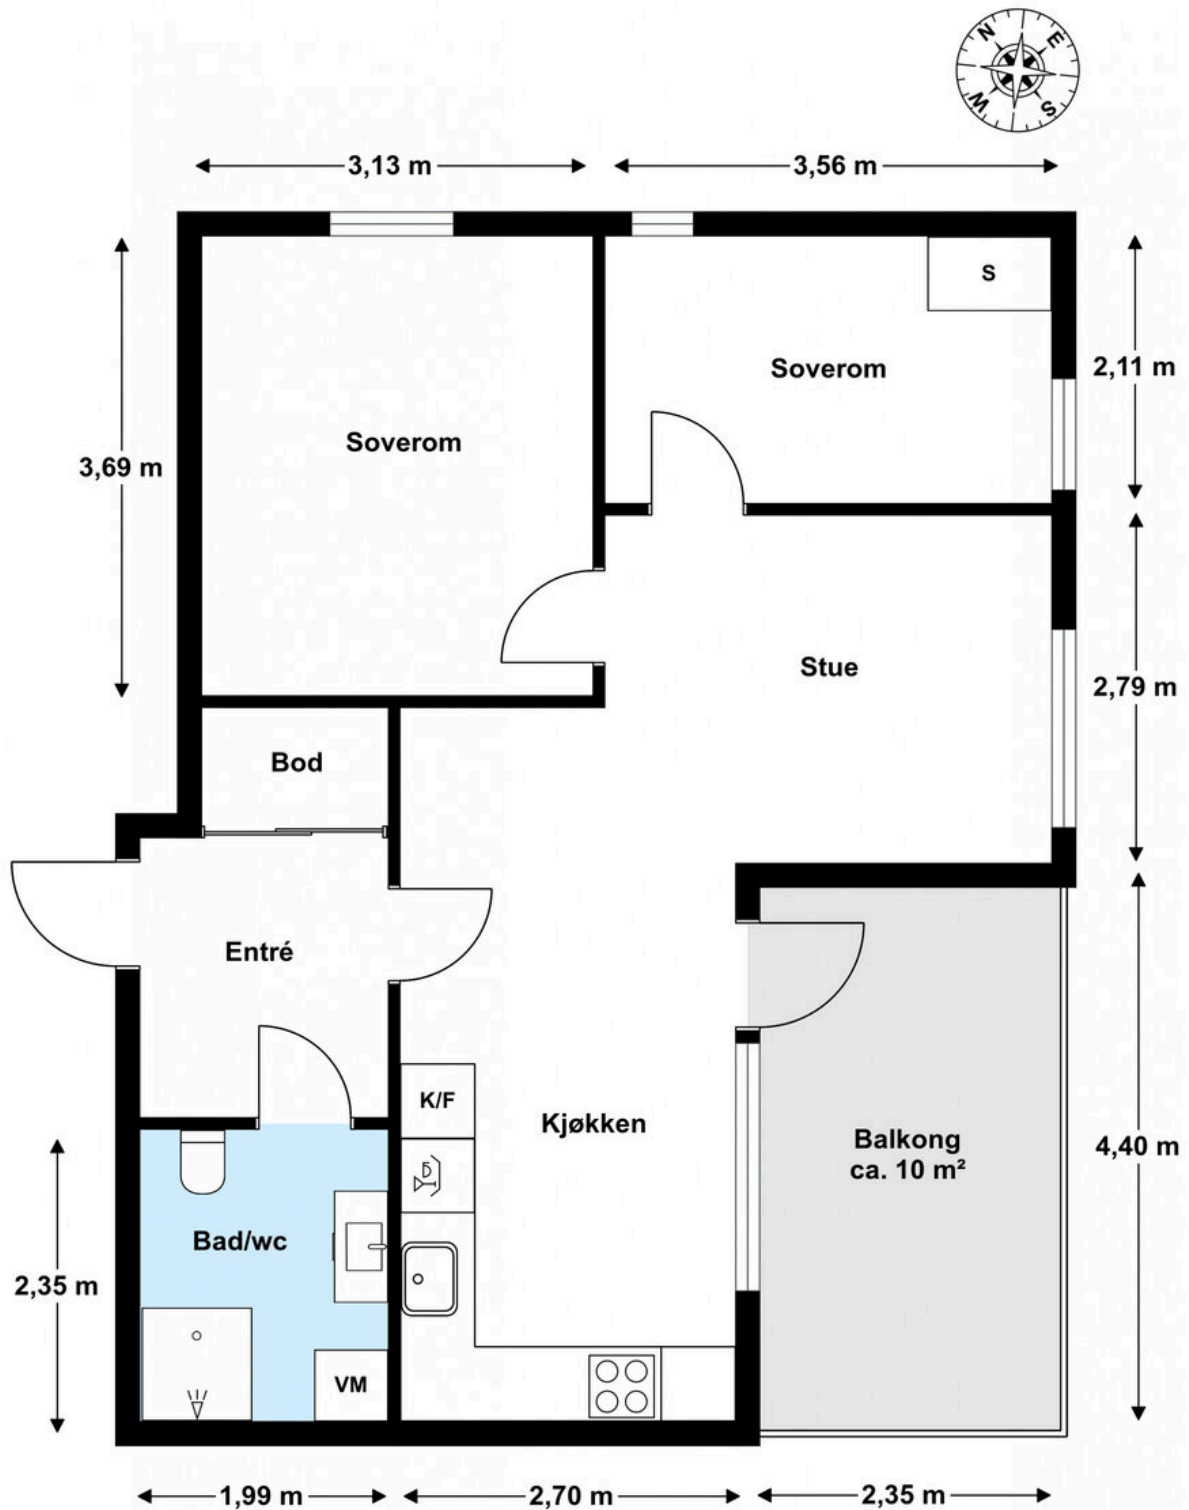 N
E
W
S
3,13 m
3,56 m
S
2,11 m
Soverom
Soverom
3,69 m
Stue
2,79 m
Bod
Entré
K/F
Kjøkken
Balkong
ca. 10 m²
4,40 m
Bad/wc
2,35 m
VM
1,99 m
2,70 m
2,35 m